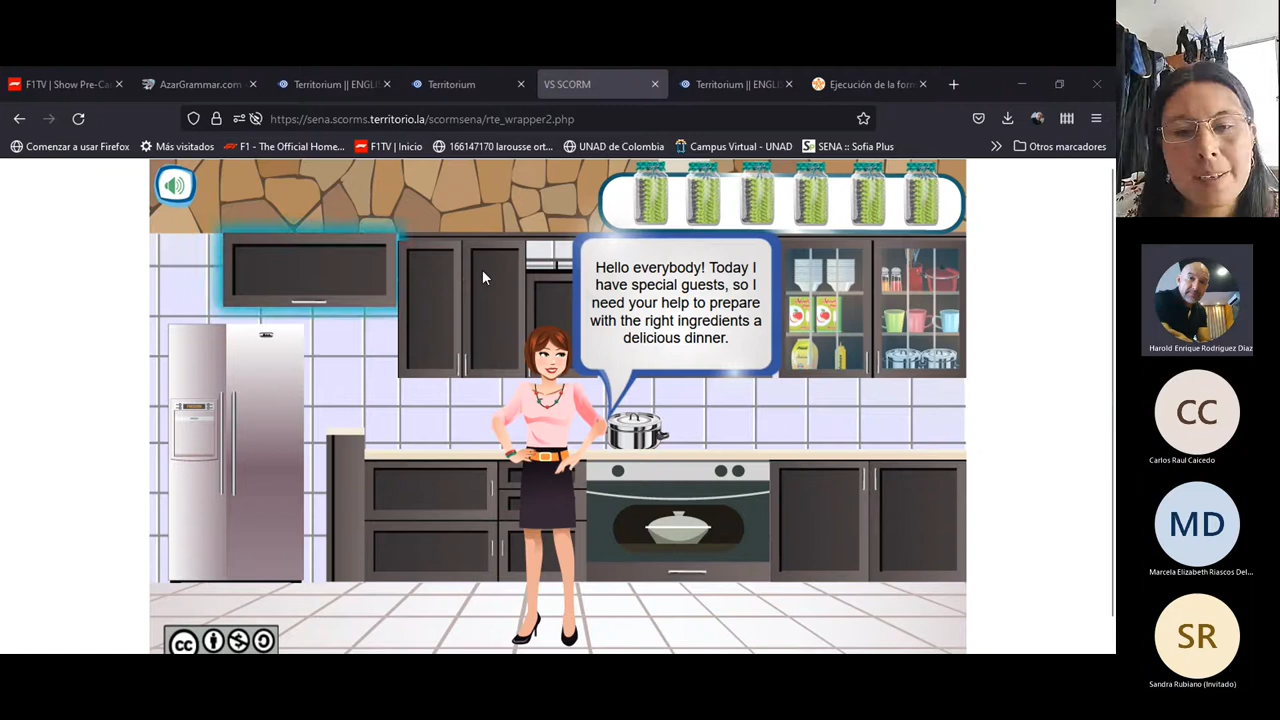 F1TV | Show Pre-Ca
AzarGrammar.com
Territorium || ENGLIS
Territorium
VS SCORM
Territorium || ENGLIS
Ejecución de la form
https://sena.scorms.territorio.la/scormsena/rte_wrapper2.php
Comenzar a usar Firefox
Más visitados
F1 - The Official Home...
F1TV | Inicio
166147170 larousse ort...
UNAD de Colombia
Campus Virtual - UNAD
SENA :: Sofia Plus
Otros marcadores
Hello everybody! Today I
have special guests, so I
need your help to prepare
with the right ingredients a
delicious dinner.
cc
Harold Enrique Rodriguez Diaz
CC
Carlos Raul Caicedo
MD
Marcela Elizabeth Riascos Del...
SR
Sandra Rubiano (Invitado)